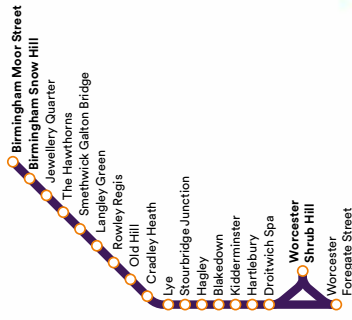 Birmingham Moor Street
Birmingham Snow Hill
Jewellery Quarter
The Hawthorns
Smethwick Galton Bridge
Langley Green
Rowley Regis
Old Hill
Cradley Heath
Lye
Stourbridge Junction
Hagley
Blakedown
Kidderminster
Hartlebury
Droitwich Spa
Worcester
Shrub Hill
Worcester
Foregate Street